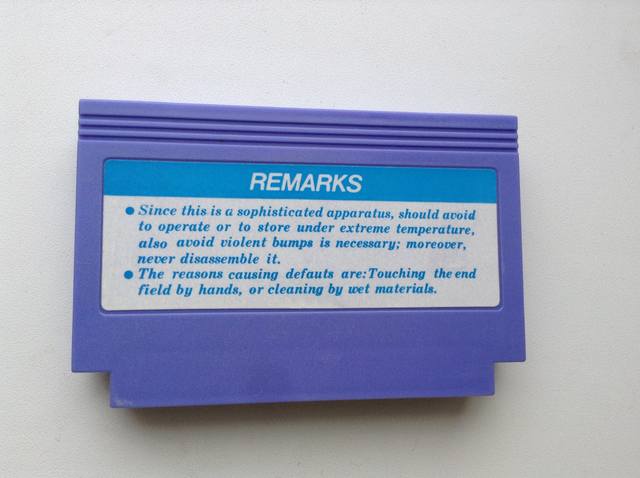 REMARKS
● Since this is a sophisticated apparatus, should avoid
to operate or to store under extreme temperature,
also avoid violent bumps is necessary; moreover,
never disassemble it.
● The reasons causing defauts are:Touching the end
field by hands, or cleaning by wet materials.